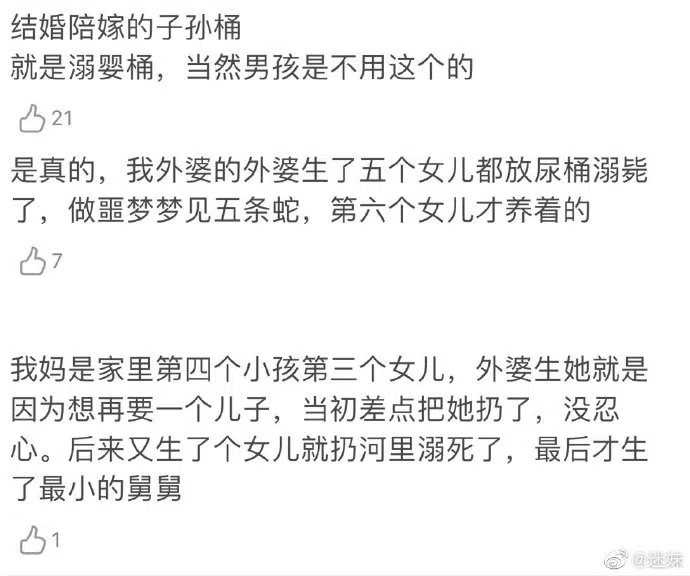 结婚陪嫁的子孙桶
就是溺婴桶，当然男孩是不用这个的
21
是真的，我外婆的外婆生了五个女儿都放尿桶溺毙
了，做噩梦梦见五条蛇，第六个女儿才养着的
7
我妈是家里第四个小孩第三个女儿，外婆生她就是
因为想再要一个儿子，当初差点把她扔了，没忍
心。后来又生了个女儿就扔河里溺死了，最后才生
了最小的舅舅
1
@迷妹